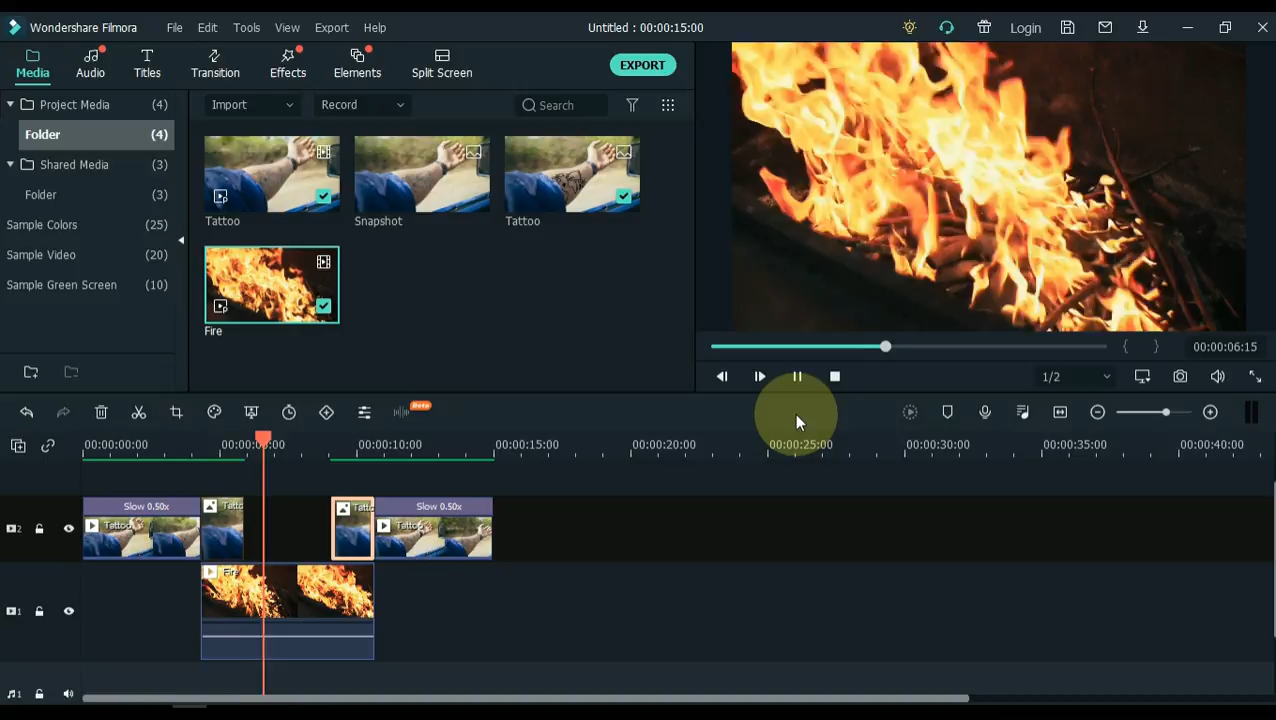 Wondershare Filmora File Edit Tools View Export Help Untitled : 00:00:15:00 Login
Media Audio Titles Transition Effects Elements Split Screen EXPORT
Project Media (4)
Folder (4)
Shared Media (3)
Folder (3)
Sample Colors (25)
Sample Video (20)
Sample Green Screen (10)
Import Record Search
Tattoo Snapshot Tattoo
Fire
00:00:06:15
1/2
Beta
00:00:00:00 00:00:10:00 00:00:15:00 00:00:20:00 00:00:25:00 00:00:30:00 00:00:35:00 00:00:40:00
Slow 0.50x Slow 0.50x
2 Tattoo Tattoo
1 Fire
1